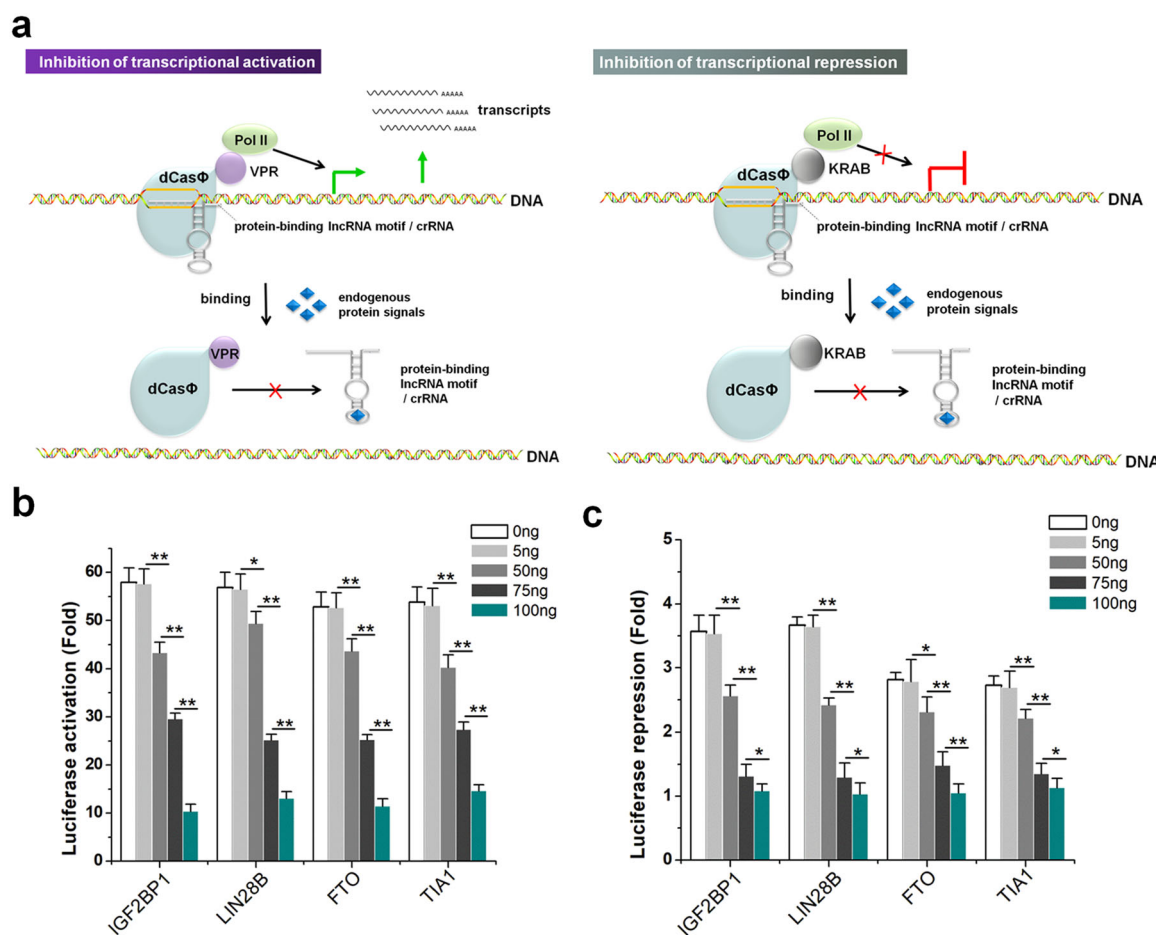 a
Inhibition of transcriptional activation
AAAAA
AAAAA
AAAAA
transcripts
Pol II
VPR
dCasΦ
DNA
protein-binding lncRNA motif / crRNA
binding
endogenous
protein signals
VPR
dCasΦ
protein-binding
lncRNA motif
/ crRNA
DNA
Inhibition of transcriptional repression
Pol II
KRAB
dCasΦ
DNA
protein-binding lncRNA motif / crRNA
binding
endogenous
protein signals
KRAB
dCasΦ
protein-binding
lncRNA motif
/ crRNA
DNA
b
Luciferase activation (Fold)
60
50
40
30
20
10
0
0ng
5ng
50ng
75ng
100ng
**
**
**
*
**
**
**
**
**
**
**
**
IGF2BP1
LIN28B
FTO
TIA1
c
Luciferase repression (Fold)
5
4
3
2
1
0
0ng
5ng
50ng
75ng
100ng
**
**
*
**
**
*
*
**
**
**
**
*
IGF2BP1
LIN28B
FTO
TIA1